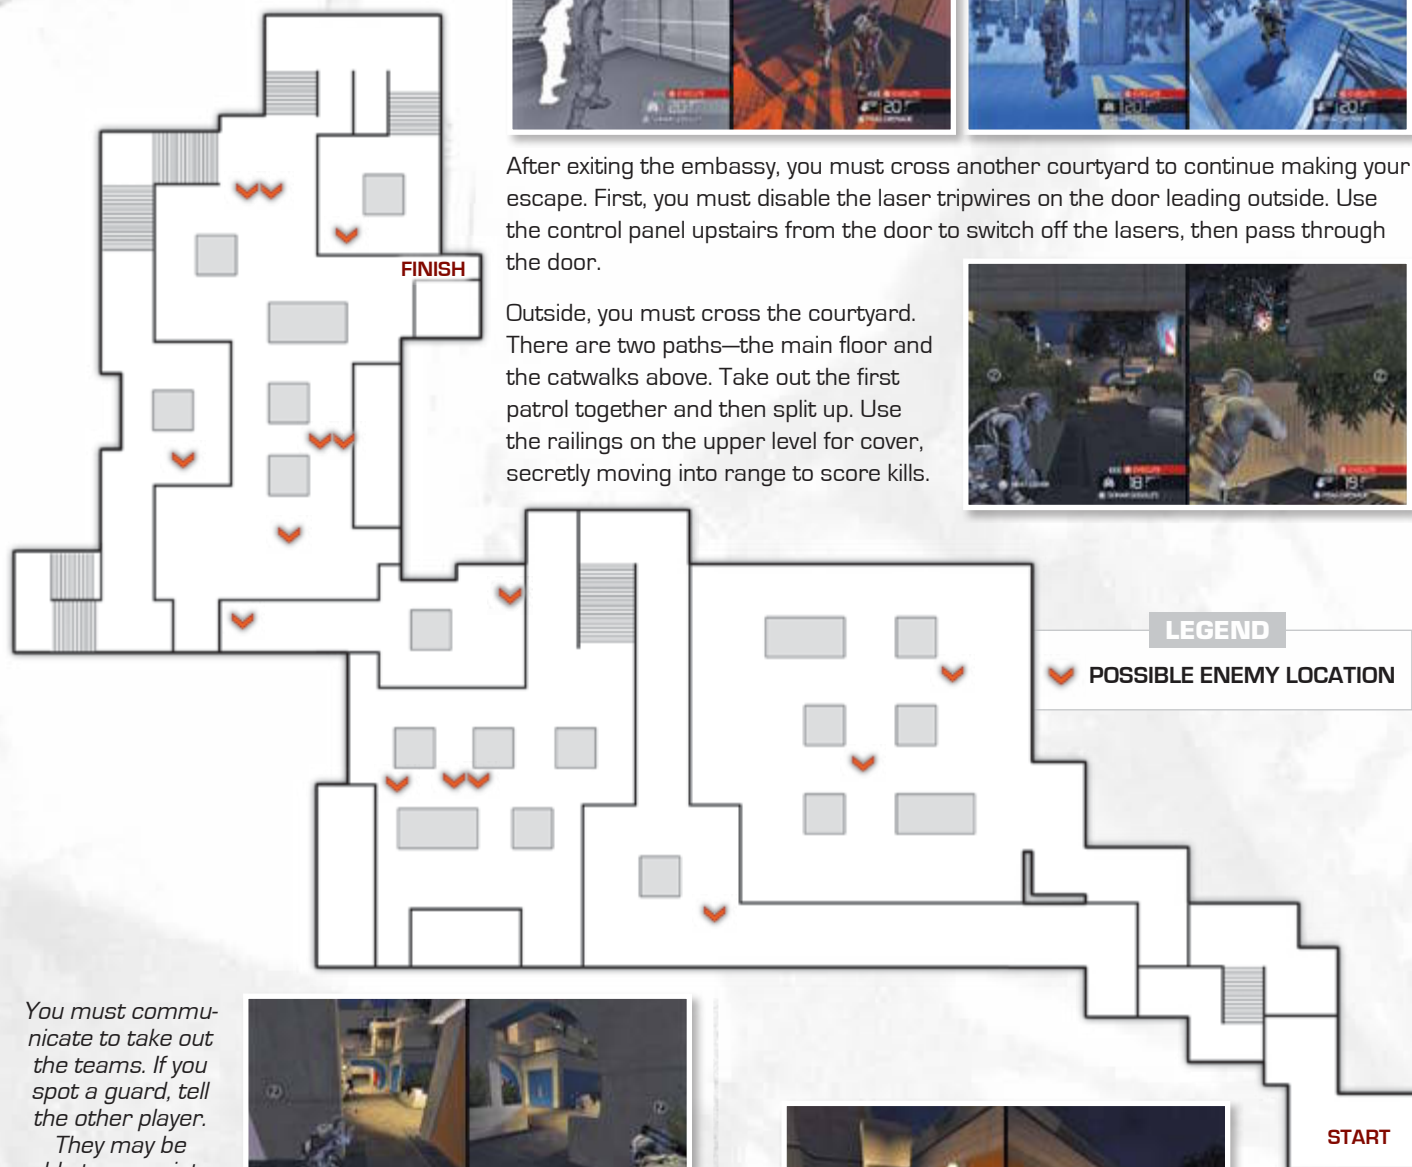 After exiting the embassy, you must cross another courtyard to continue making your
escape. First, you must disable the laser tripwires on the door leading outside. Use
the control panel upstairs from the door to switch off the lasers, then pass through
the door.
Outside, you must cross the courtyard.
There are two paths—the main floor and
the catwalks above. Take out the first
patrol together and then split up. Use
the railings on the upper level for cover,
secretly moving into range to score kills.
FINISH
LEGEND
POSSIBLE ENEMY LOCATION
START
You must commu-
nicate to take out
the teams. If you
spot a guard, tell
the other player.
They may be